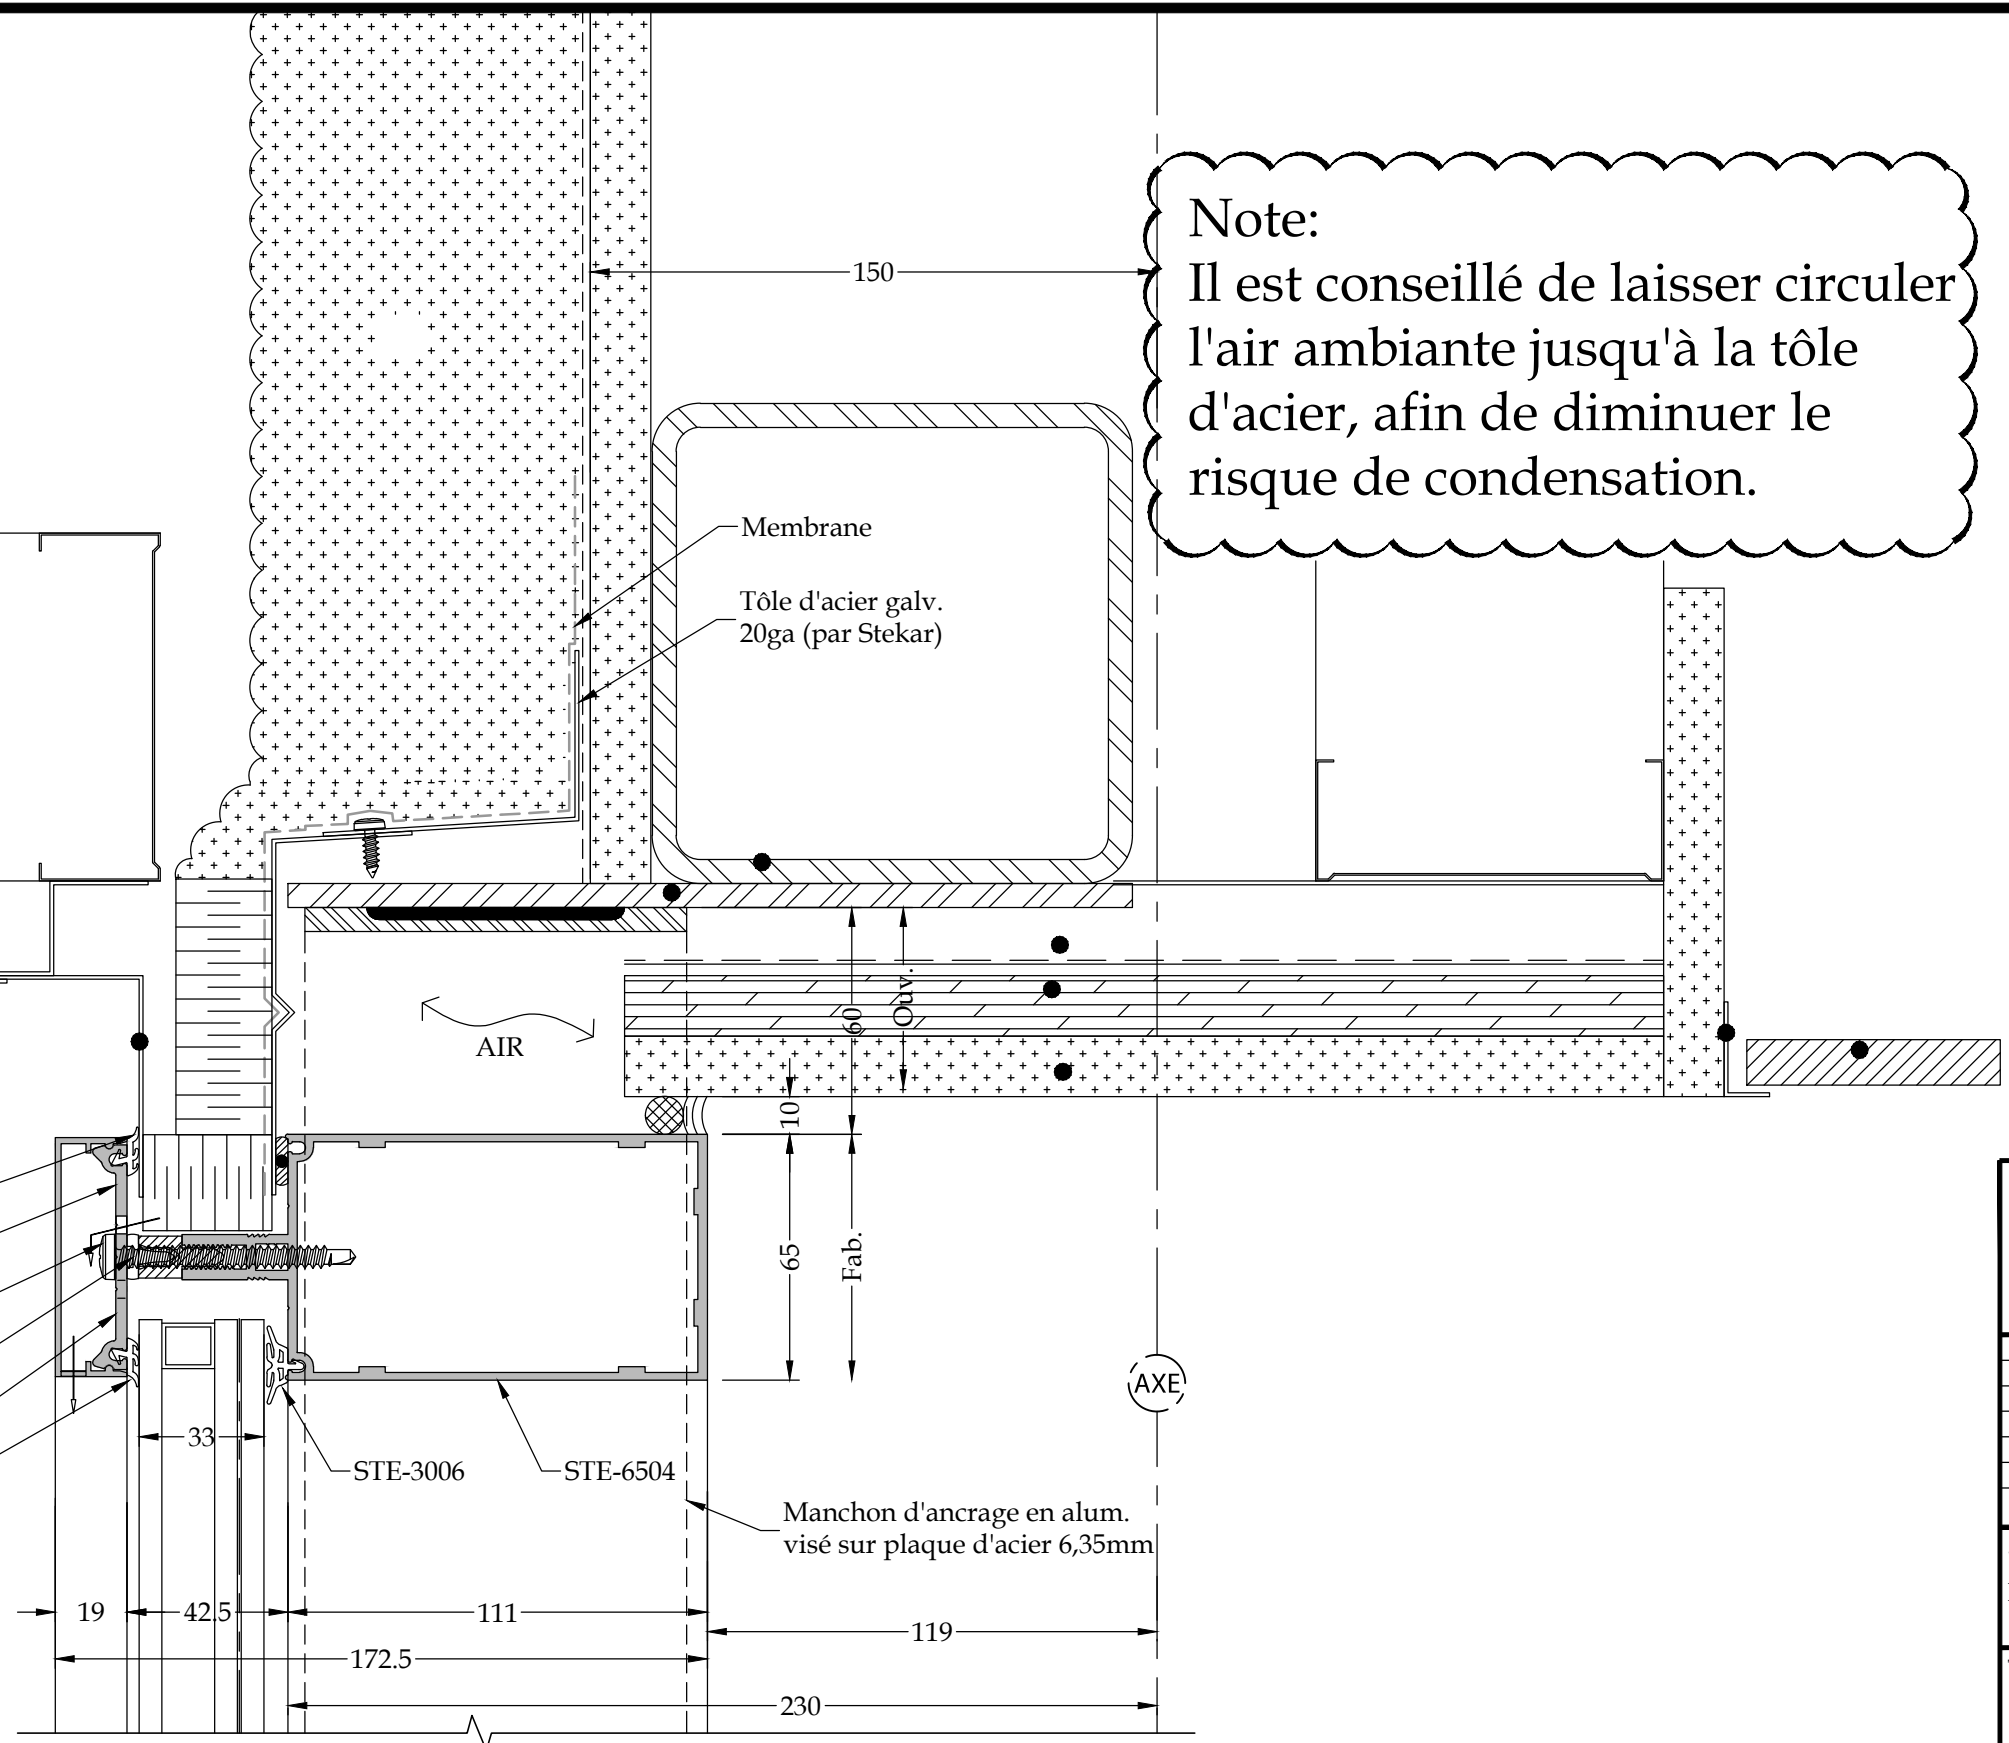 150
Note:
Il est conseillé de laisser circuler
l'air ambiante jusqu'à la tôle
d'acier, afin de diminuer le
risque de condensation.
Membrane
Tôle d'acier galv.
20ga (par Stekar)
AIR
60
Ouv.
10
65
Fab.
AXE
33
STE-3006
STE-6504
Manchon d'ancrage en alum.
visé sur plaque d'acier 6,35mm
19
42.5
111
119
172.5
230